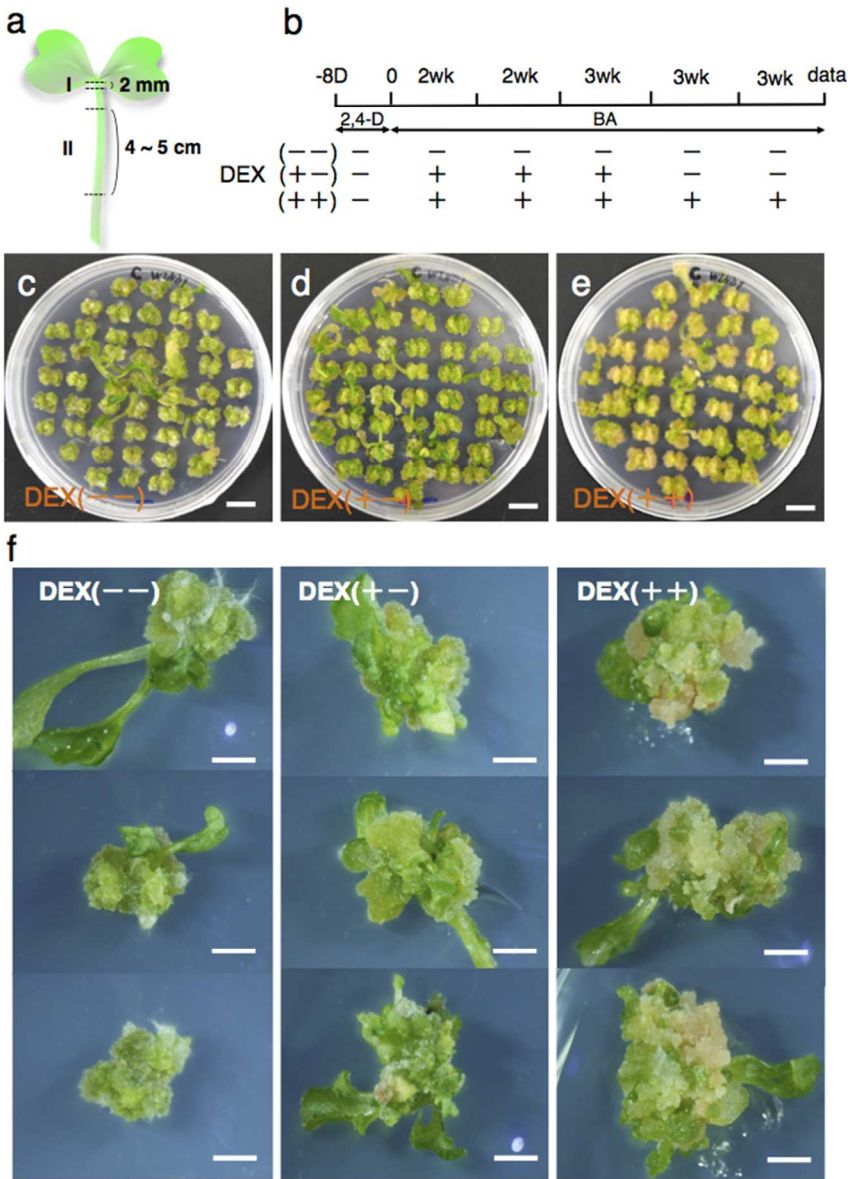 a
I
2 mm
II
4 ~ 5 cm
b
-8D 0 2wk 2wk 3wk 3wk 3wk data
2,4-D BA
(− −) − − − − − −
DEX (+ −) − + + + − −
(+ +) − + + + + +
c
DEX(− −)
d
DEX(+ −)
e
DEX(+ +)
f
DEX(− −)
DEX(+ −)
DEX(+ +)